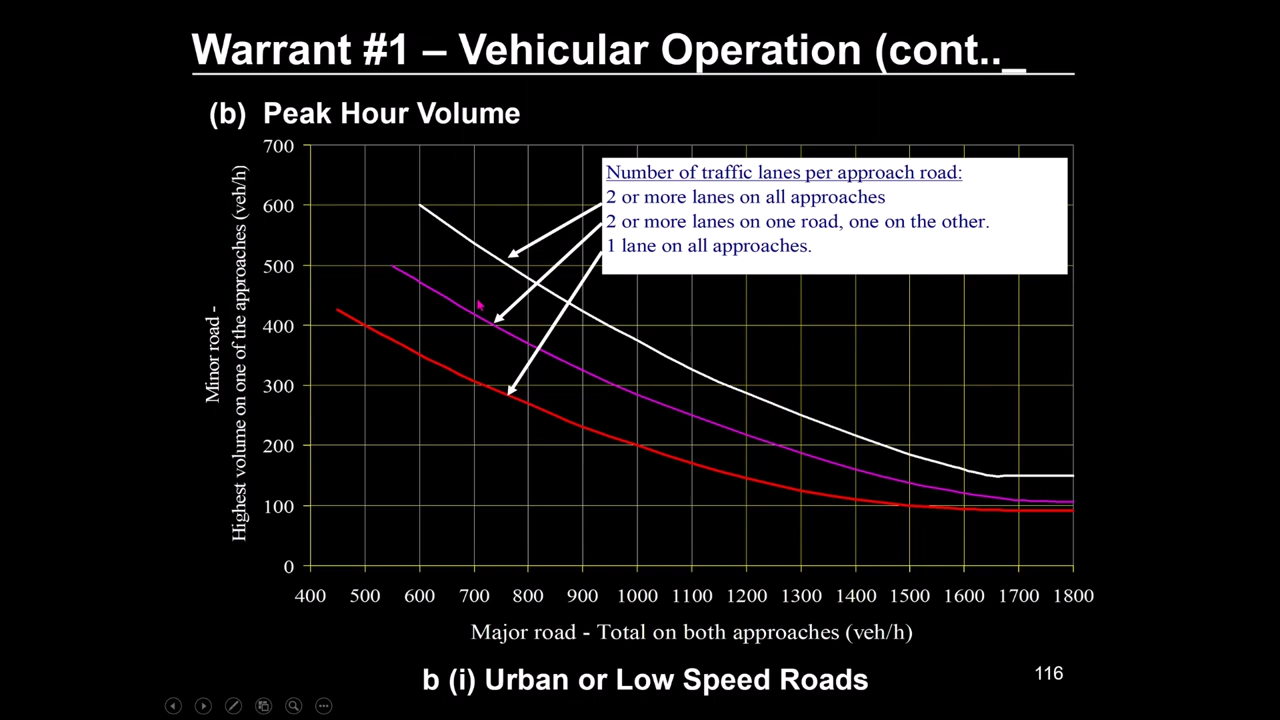 Warrant #1 – Vehicular Operation (cont.._
(b) Peak Hour Volume
Number of traffic lanes per approach road:
2 or more lanes on all approaches
2 or more lanes on one road, one on the other.
1 lane on all approaches.
Minor road -
Highest volume on one of the approaches (veh/h)
700
600
500
400
300
200
100
0
400 500 600 700 800 900 1000 1100 1200 1300 1400 1500 1600 1700 1800
Major road - Total on both approaches (veh/h)
b (i) Urban or Low Speed Roads
116